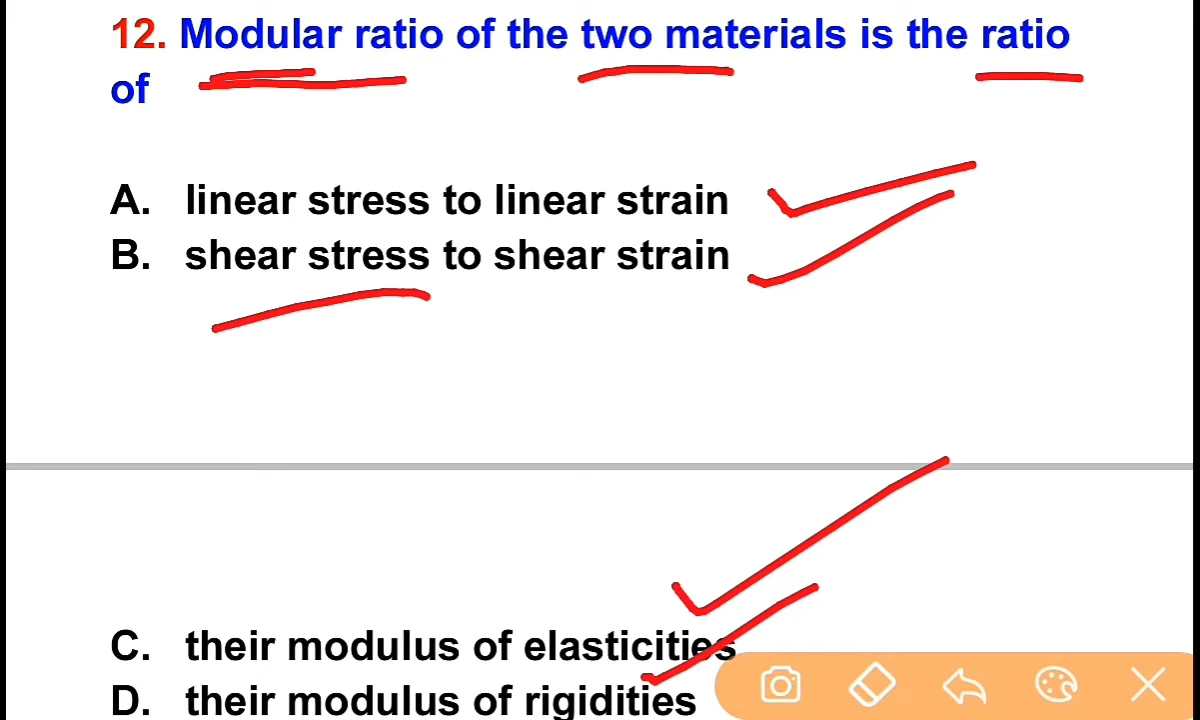 12. Modular ratio of the two materials is the ratio
of
A. linear stress to linear strain
B. shear stress to shear strain
C. their modulus of elasticities
D. their modulus of rigidities